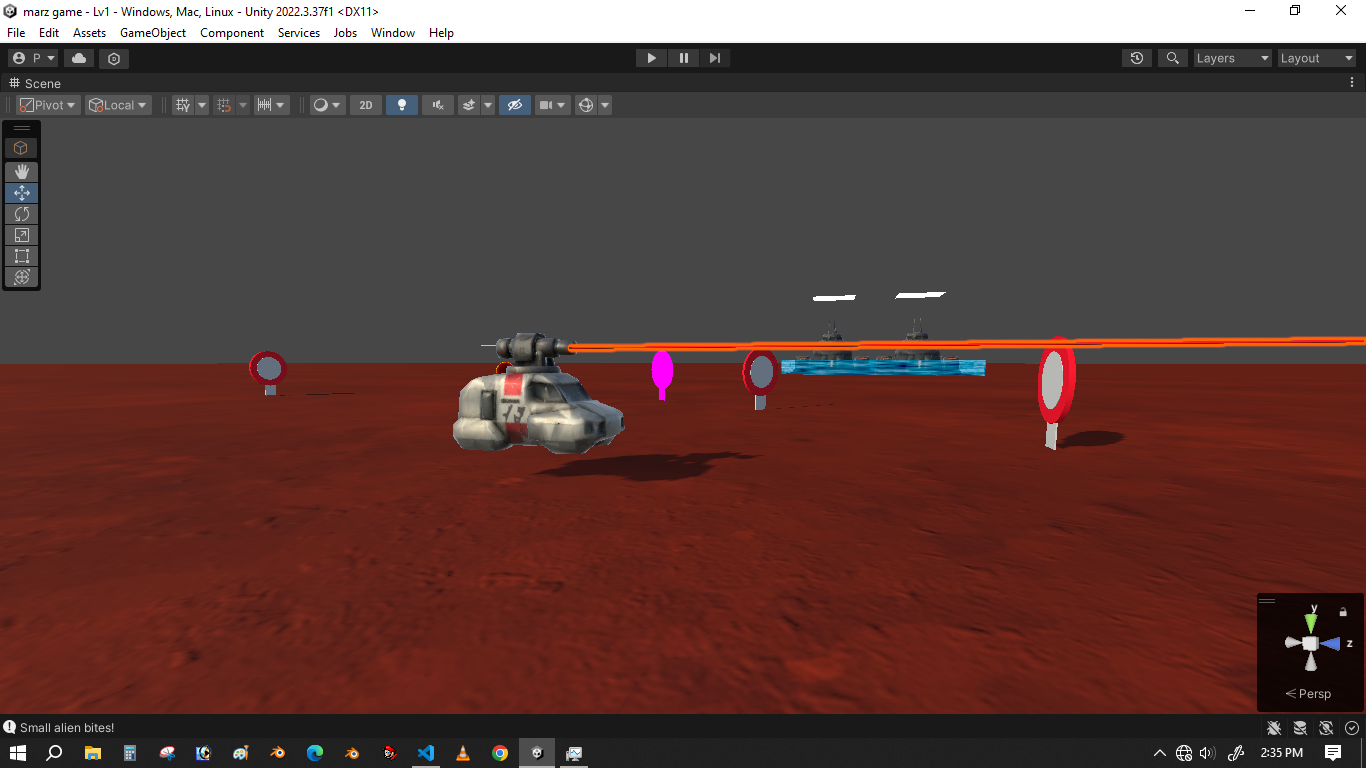 marz game - Lv1 - Windows, Mac, Linux - Unity 2022.3.37f1 <DX11>
File Edit Assets GameObject Component Services Jobs Window Help
P Layers Layout
Scene
Pivot Local 2D
y
z
Persp
Small alien bites!
2:35 PM